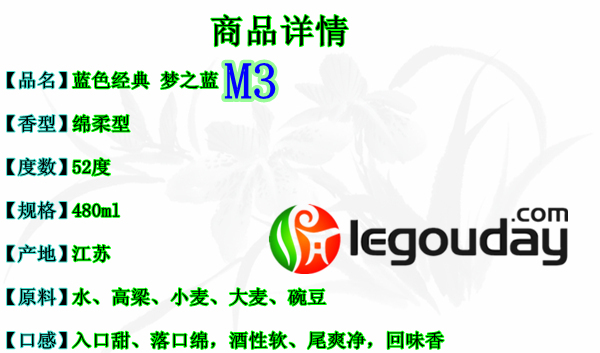 商品详情
【品名】蓝色经典 梦之蓝 M3
【香型】绵柔型
【度数】52度
【规格】480ml
【产地】江苏
legouday.com
【原料】水、高梁、小麦、大麦、碗豆
【口感】入口甜、落口绵，酒性软、尾爽净，回味香